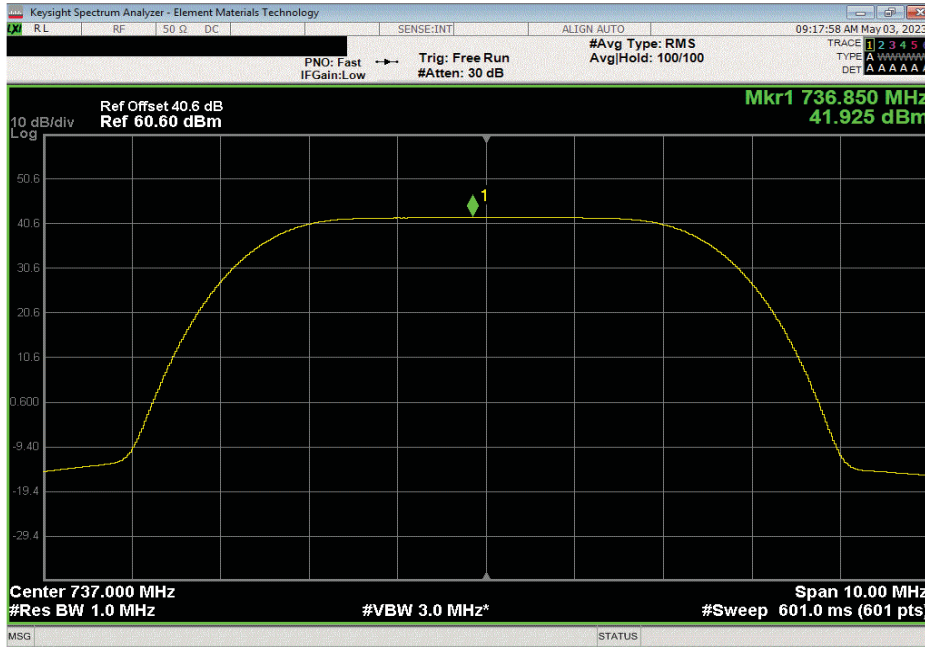 Keysight Spectrum Analyzer - Element Materials Technology
LXI RL RF 50 Ω DC SENSE:INT ALIGN AUTO 09:17:58 AM May 03, 2023
PNO: Fast Trig: Free Run #Avg Type: RMS TRACE 1 2 3 4 5 6
IFGain:Low #Atten: 30 dB Avg|Hold: 100/100 TYPE A WWWWW
DET A A A A A A
Mkr1 736.850 MHz
41.925 dBm
Ref Offset 40.6 dB
10 dB/div Ref 60.60 dBm
Log
1
50.6
40.6
30.6
20.6
10.6
0.600
-9.40
-19.4
-29.4
Center 737.000 MHz Span 10.00 MHz
#Res BW 1.0 MHz #VBW 3.0 MHz* #Sweep 601.0 ms (601 pts)
MSG STATUS